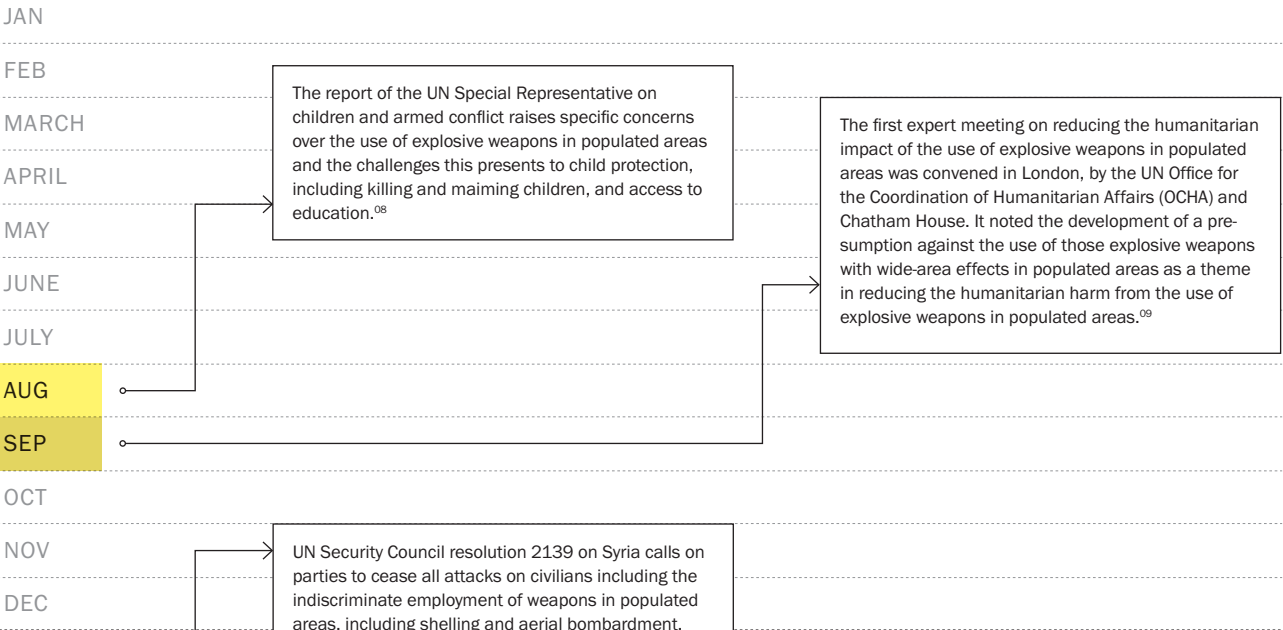 JAN
FEB
MARCH
APRIL
MAY
JUNE
JULY
AUG
SEP
OCT
NOV
DEC
The report of the UN Special Representative on
children and armed conflict raises specific concerns
over the use of explosive weapons in populated areas
and the challenges this presents to child protection,
including killing and maiming children, and access to
education.08
The first expert meeting on reducing the humanitarian
impact of the use of explosive weapons in populated
areas was convened in London, by the UN Office for
the Coordination of Humanitarian Affairs (OCHA) and
Chatham House. It noted the development of a pre-
sumption against the use of those explosive weapons
with wide-area effects in populated areas as a theme
in reducing the humanitarian harm from the use of
explosive weapons in populated areas.09
UN Security Council resolution 2139 on Syria calls on
parties to cease all attacks on civilians including the
indiscriminate employment of weapons in populated
areas, including shelling and aerial bombardment,